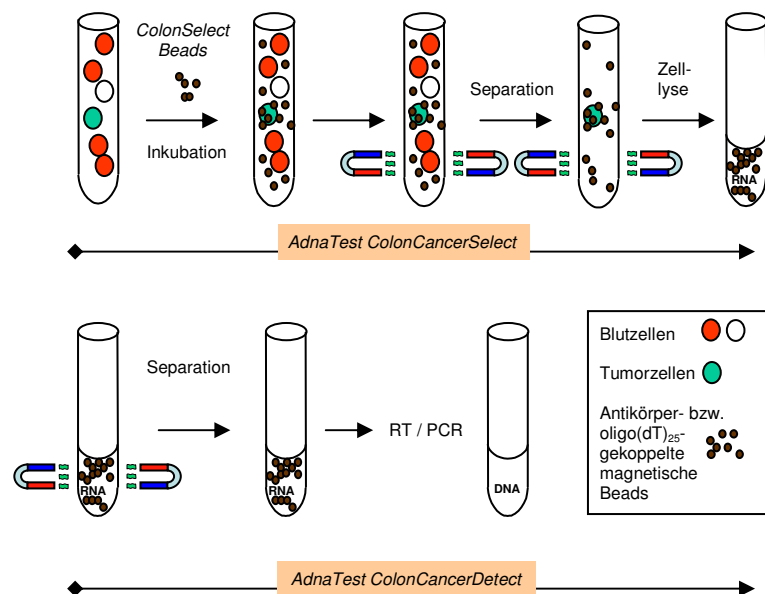 ColonSelect
Beads
Inkubation
Separation
Zell-
lyse
RNA
AdnaTest ColonCancerSelect
Separation
RNA
RNA
RT / PCR
DNA
Blutzellen
Tumorzellen
Antikörper- bzw.
oligo(dT)25-
gekoppelte
magnetische
Beads
AdnaTest ColonCancerDetect